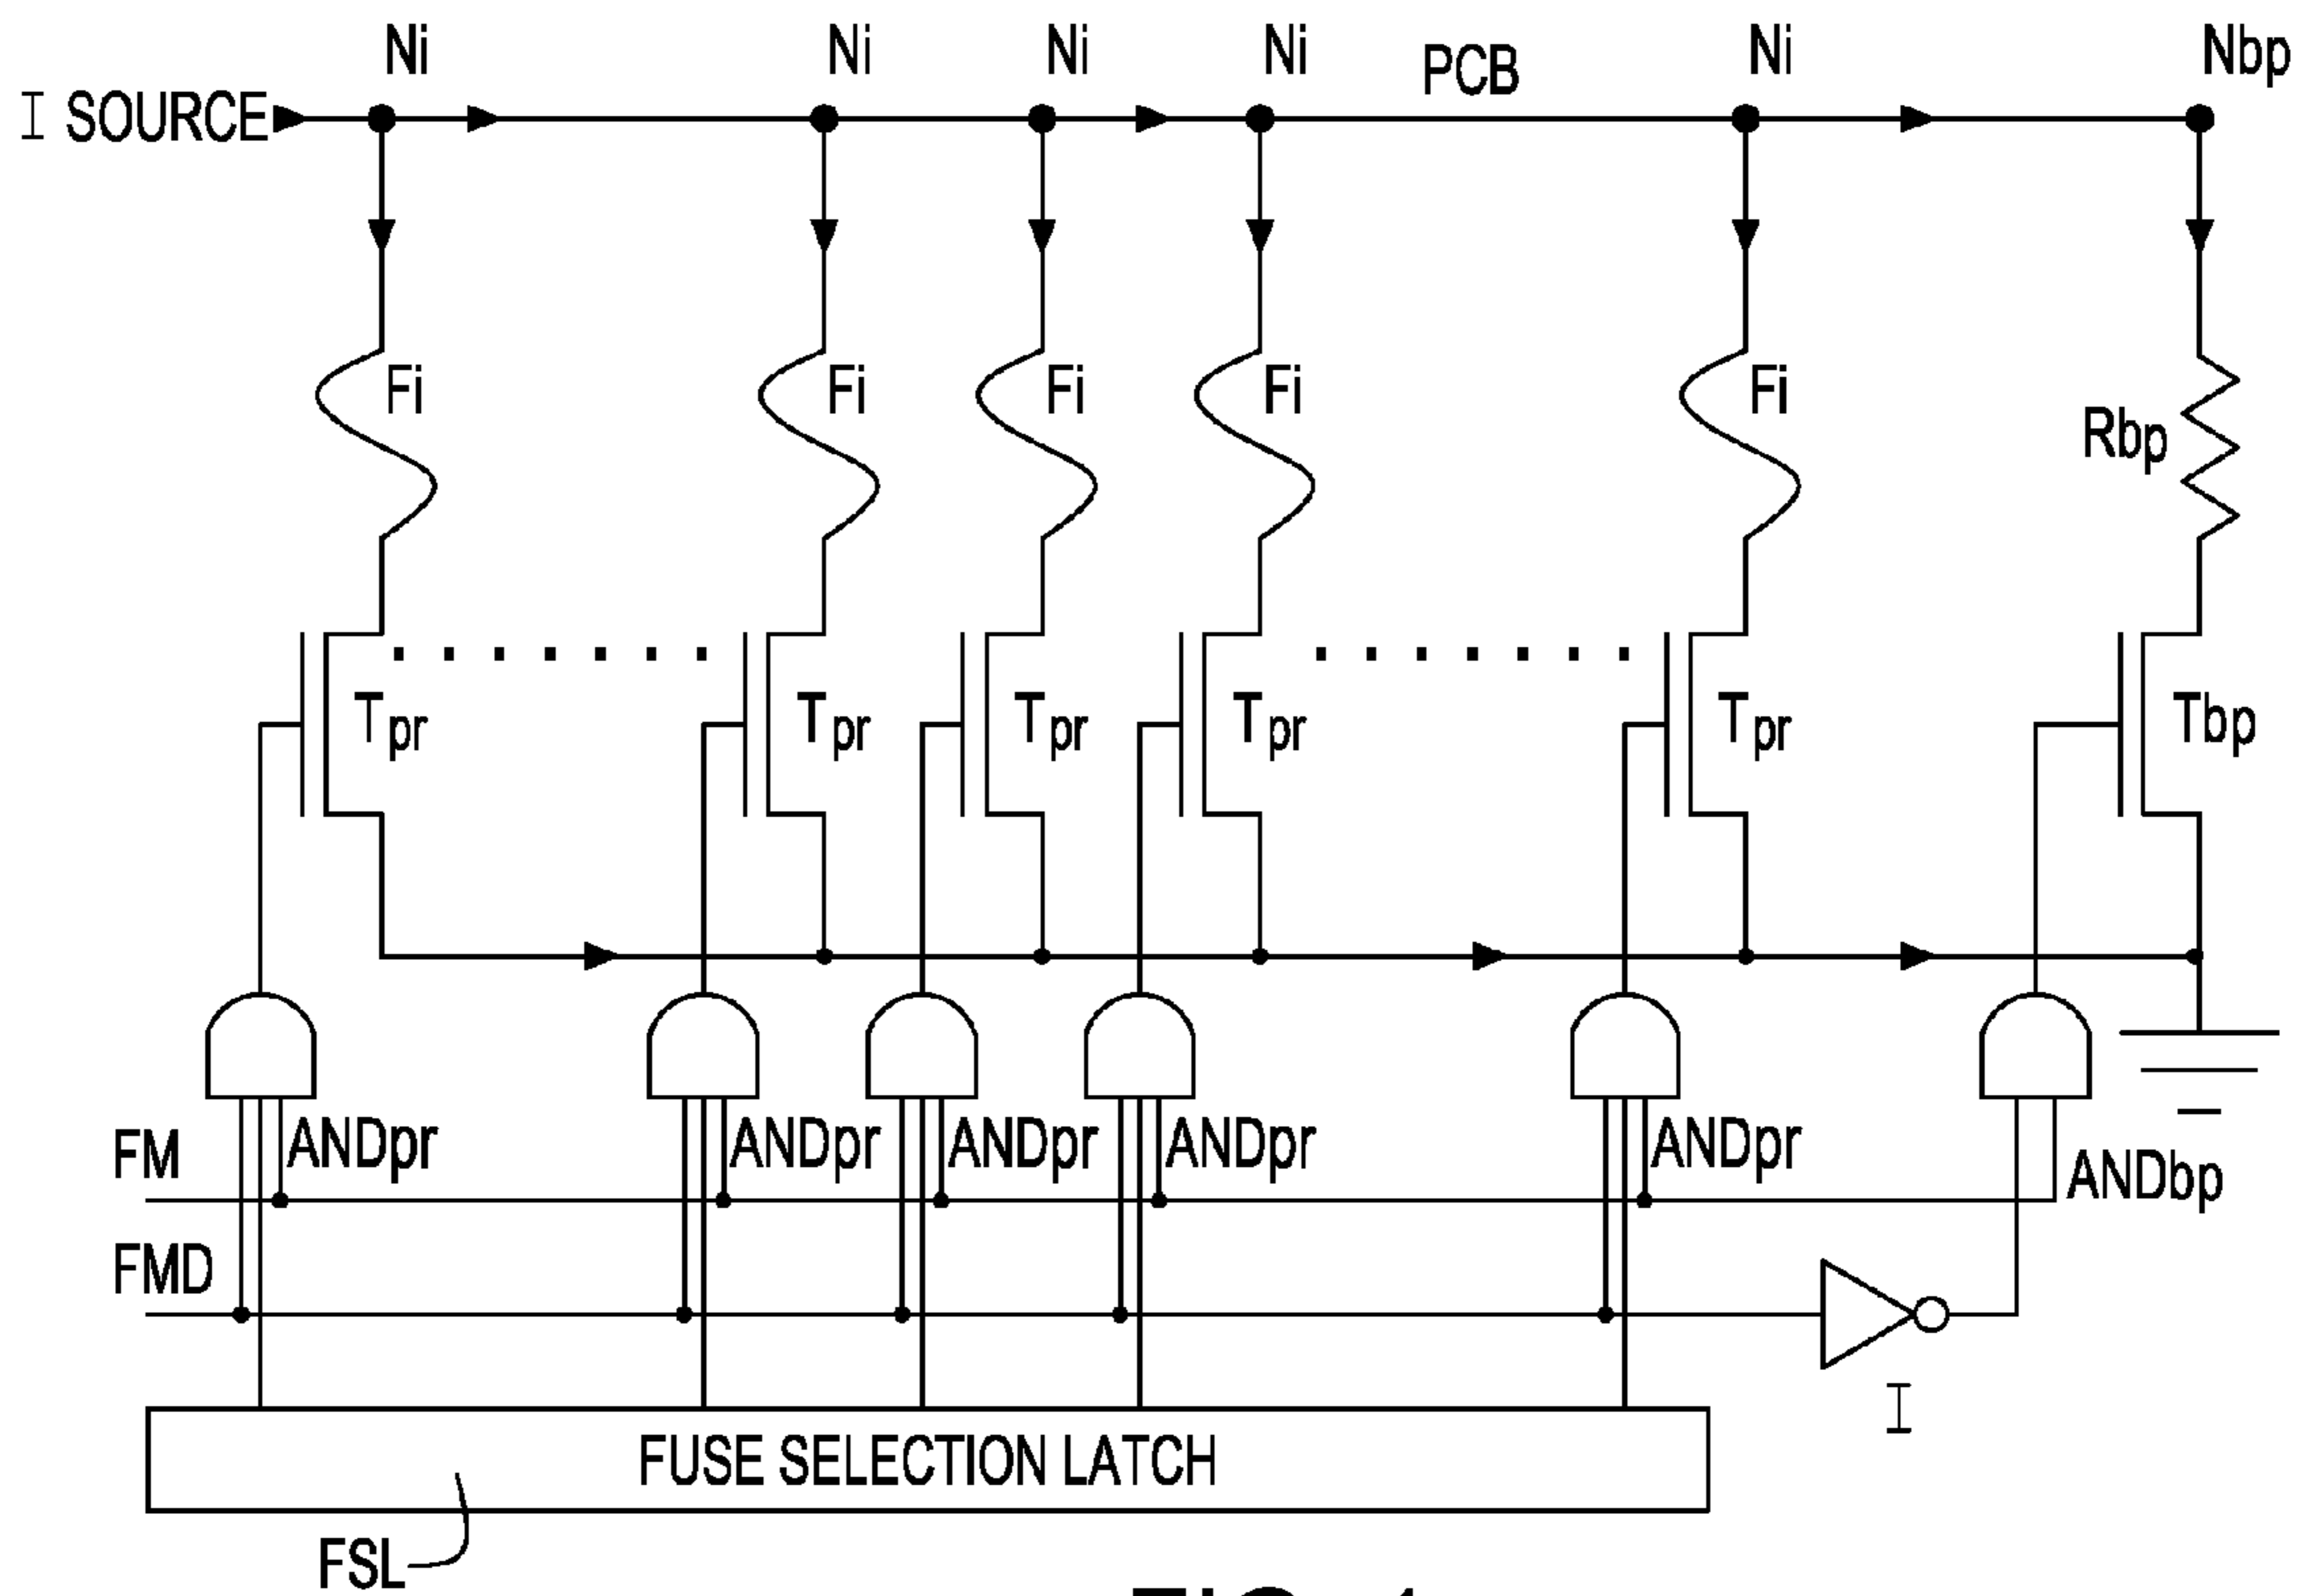 Ni Ni Ni Ni PCB Ni Nbp
I SOURCE
Fi Fi Fi Fi Fi Rbp
Tpr Tpr Tpr Tpr Tpr Tbp
FM ANDpr ANDpr ANDpr ANDpr ANDpr ANDbp
FMD
I
FUSE SELECTION LATCH
FSL